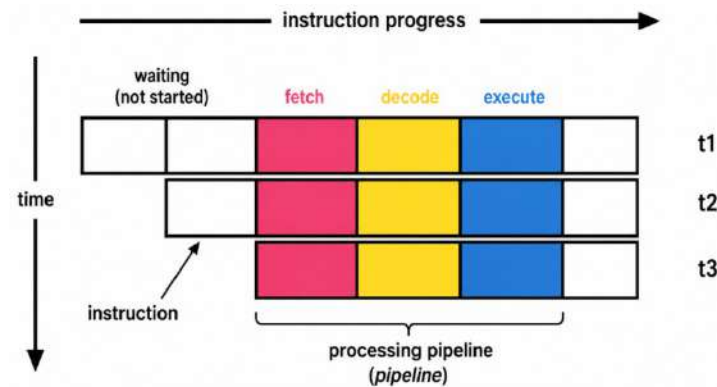 instruction progress
waiting
(not started)
fetch
decode
execute
t1
time
t2
t3
instruction
processing pipeline
(pipeline)